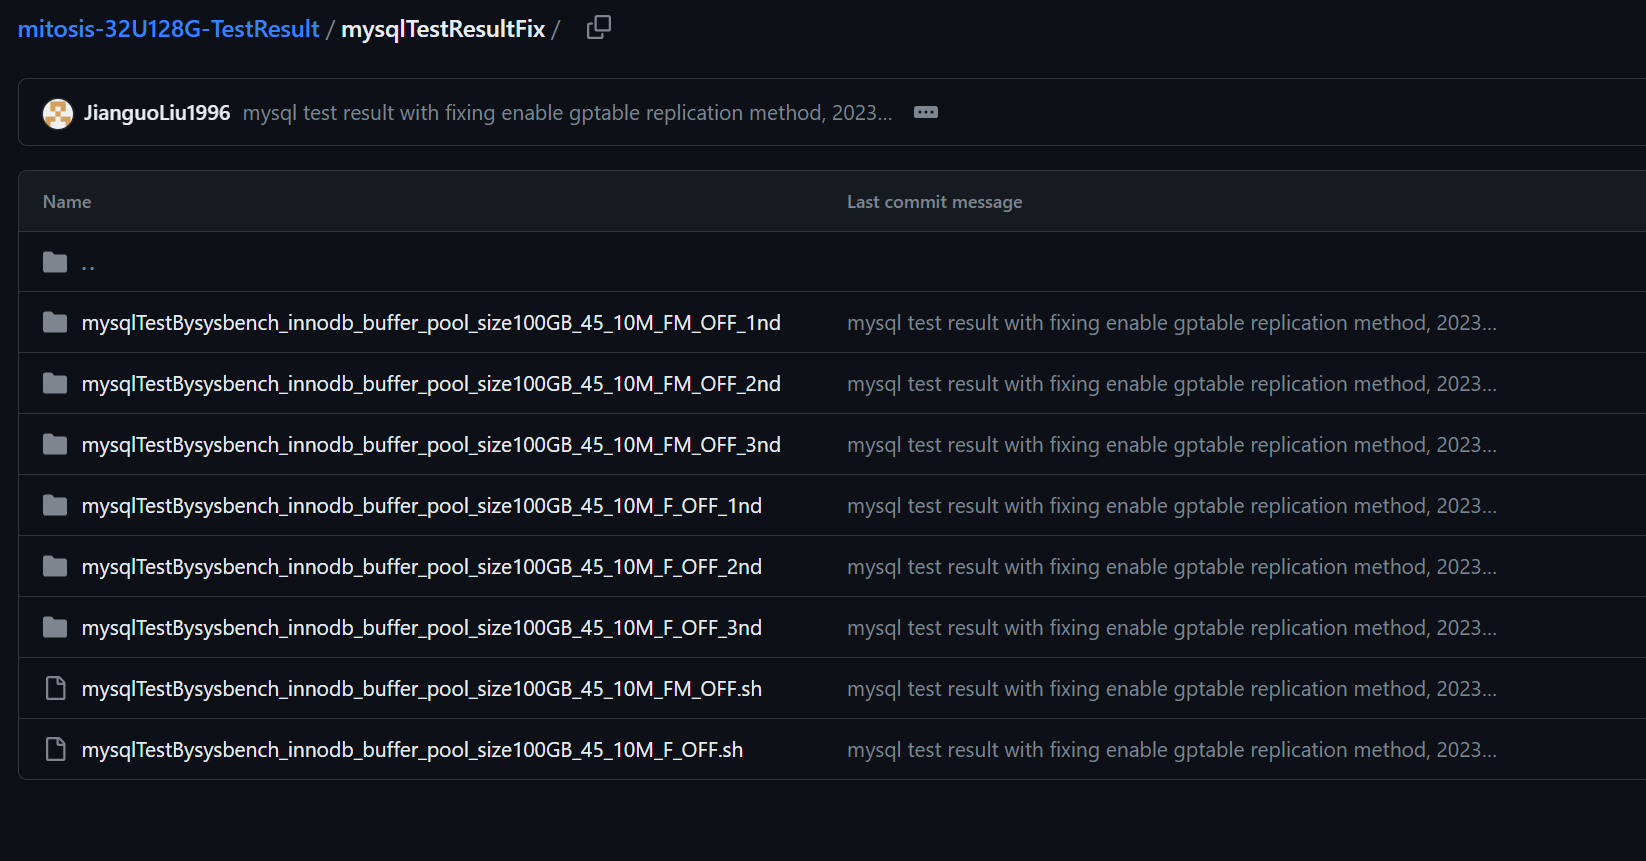 mitosis-32U128G-TestResult / mysqlTestResultFix /
JianguoLiu1996 mysql test result with fixing enable gptable replication method, 2023...
Name Last commit message
..
mysqlTestBysysbench_innodb_buffer_pool_size100GB_45_10M_FM_OFF_1nd mysql test result with fixing enable gptable replication method, 2023...
mysqlTestBysysbench_innodb_buffer_pool_size100GB_45_10M_FM_OFF_2nd mysql test result with fixing enable gptable replication method, 2023...
mysqlTestBysysbench_innodb_buffer_pool_size100GB_45_10M_FM_OFF_3nd mysql test result with fixing enable gptable replication method, 2023...
mysqlTestBysysbench_innodb_buffer_pool_size100GB_45_10M_F_OFF_1nd mysql test result with fixing enable gptable replication method, 2023...
mysqlTestBysysbench_innodb_buffer_pool_size100GB_45_10M_F_OFF_2nd mysql test result with fixing enable gptable replication method, 2023...
mysqlTestBysysbench_innodb_buffer_pool_size100GB_45_10M_F_OFF_3nd mysql test result with fixing enable gptable replication method, 2023...
mysqlTestBysysbench_innodb_buffer_pool_size100GB_45_10M_FM_OFF.sh mysql test result with fixing enable gptable replication method, 2023...
mysqlTestBysysbench_innodb_buffer_pool_size100GB_45_10M_F_OFF.sh mysql test result with fixing enable gptable replication method, 2023...